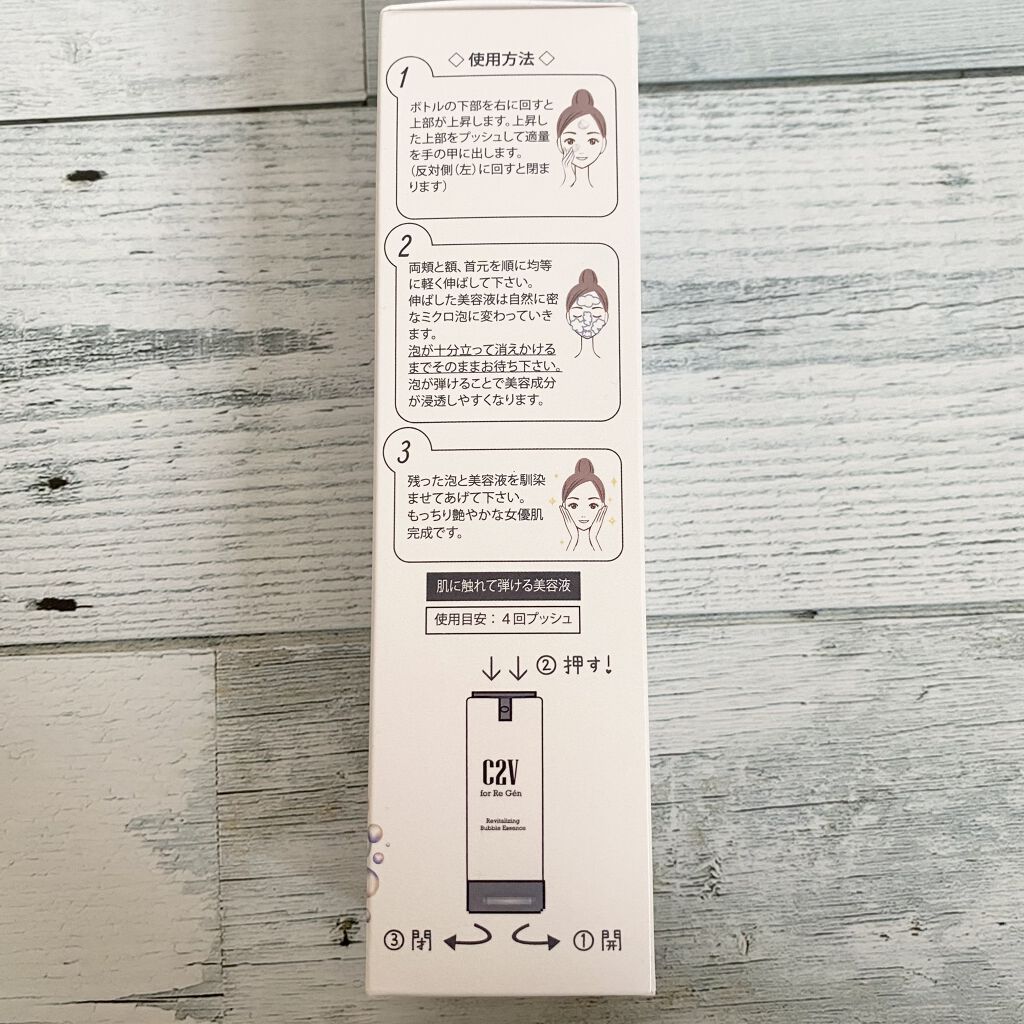 ◇ 使用方法 ◇
1
ボトルの下部を右に回すと
上部が上昇します。上昇し
た上部をプッシュして適量
を手の甲に出します。
(反対側(左)に回すと閉ま
ります)
2
両頬と額、首元を順に均等
に軽く伸ばして下さい。
伸ばした美容液は自然に密
なミクロ泡に変わっていき
ます。
泡が十分立って消えかける
までそのままお待ち下さい。
泡が弾けることで美容成分
が浸透しやすくなります。
3
残った泡と美容液を馴染
ませてあげて下さい。
もっちり艶やかな女優肌
完成です。
肌に触れて弾ける美容液
使用目安：４回プッシュ
② 押す!
C2V
for Re Gén
Revitalizing
Bubble Essence
③ 閉
① 開